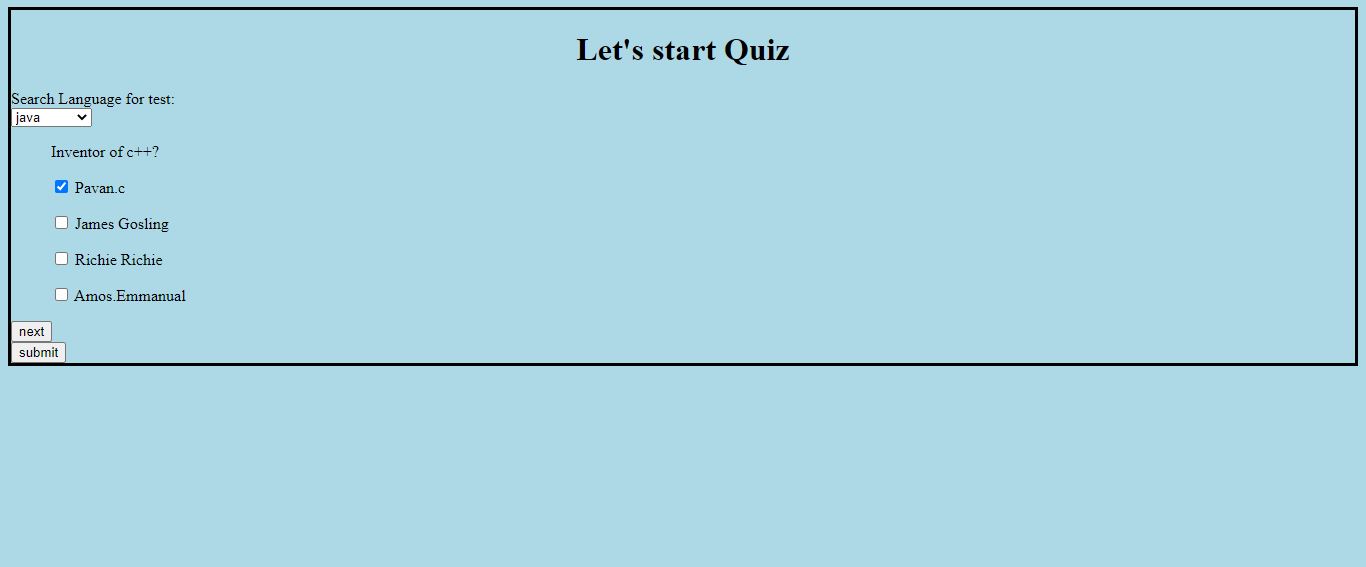 Let's start Quiz
Search Language for test:
java
Inventor of c++?
Pavan.c
James Gosling
Richie Richie
Amos.Emmanual
next
submit